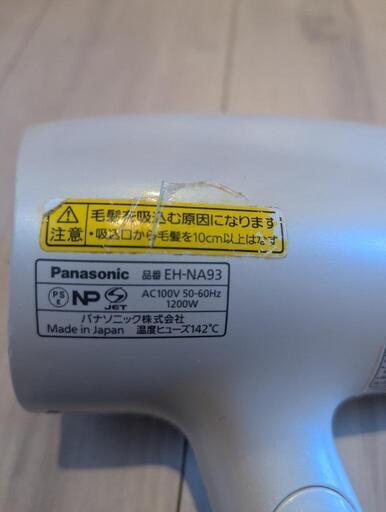 注意
毛髪を吸込む原因になります
・吸込口から毛髪を10cm以上はなす
Panasonic 品番 EH-NA93
PS E NP S JET AC100V 50-60Hz
1200W
パナソニック株式会社
Made in Japan 温度ヒューズ142℃